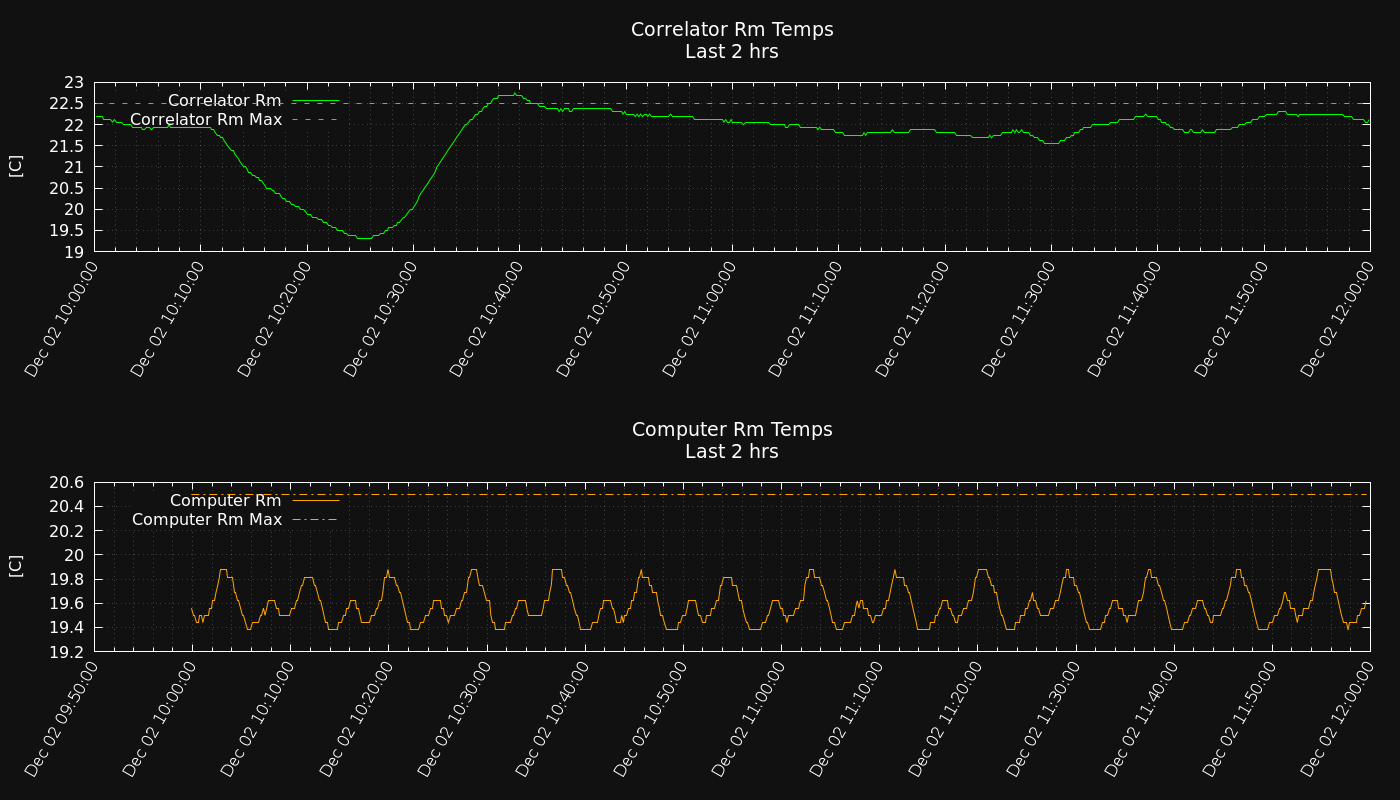 Correlator Rm Temps
Last 2 hrs
23
22.5
22
21.5
21
20.5
20
19.5
19
[C]
Correlator Rm
Correlator Rm Max
Dec 02 10:00:00
Dec 02 10:10:00
Dec 02 10:20:00
Dec 02 10:30:00
Dec 02 10:40:00
Dec 02 10:50:00
Dec 02 11:00:00
Dec 02 11:10:00
Dec 02 11:20:00
Dec 02 11:30:00
Dec 02 11:40:00
Dec 02 11:50:00
Dec 02 12:00:00
Computer Rm Temps
Last 2 hrs
20.6
20.4
20.2
20
19.8
19.6
19.4
19.2
[C]
Computer Rm
Computer Rm Max
Dec 02 09:50:00
Dec 02 10:00:00
Dec 02 10:10:00
Dec 02 10:20:00
Dec 02 10:30:00
Dec 02 10:40:00
Dec 02 10:50:00
Dec 02 11:00:00
Dec 02 11:10:00
Dec 02 11:20:00
Dec 02 11:30:00
Dec 02 11:40:00
Dec 02 11:50:00
Dec 02 12:00:00